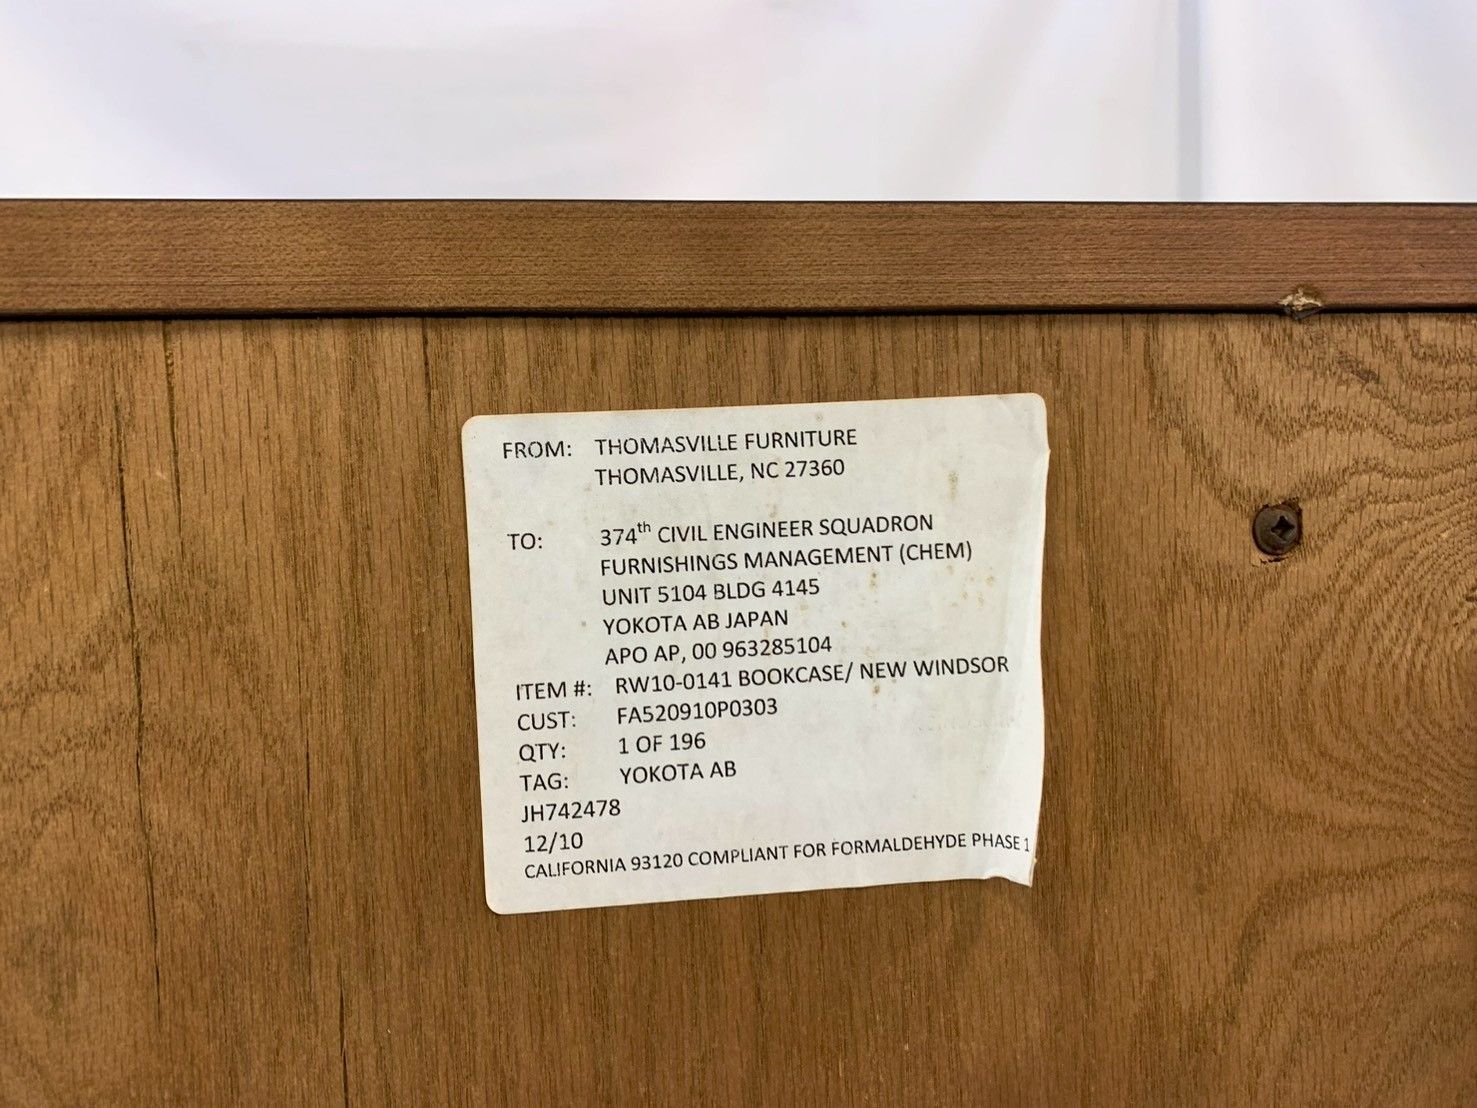 FROM: THOMASVILLE FURNITURE
THOMASVILLE, NC 27360
TO: 374th CIVIL ENGINEER SQUADRON
FURNISHINGS MANAGEMENT (CHEM)
UNIT 5104 BLDG 4145
YOKOTA AB JAPAN
APO AP, 00 963285104
ITEM #: RW10-0141 BOOKCASE/ NEW WINDSOR
CUST: FA520910P0303
QTY: 1 OF 196
TAG: YOKOTA AB
JH742478
12/10
CALIFORNIA 93120 COMPLIANT FOR FORMALDEHYDE PHASE 1